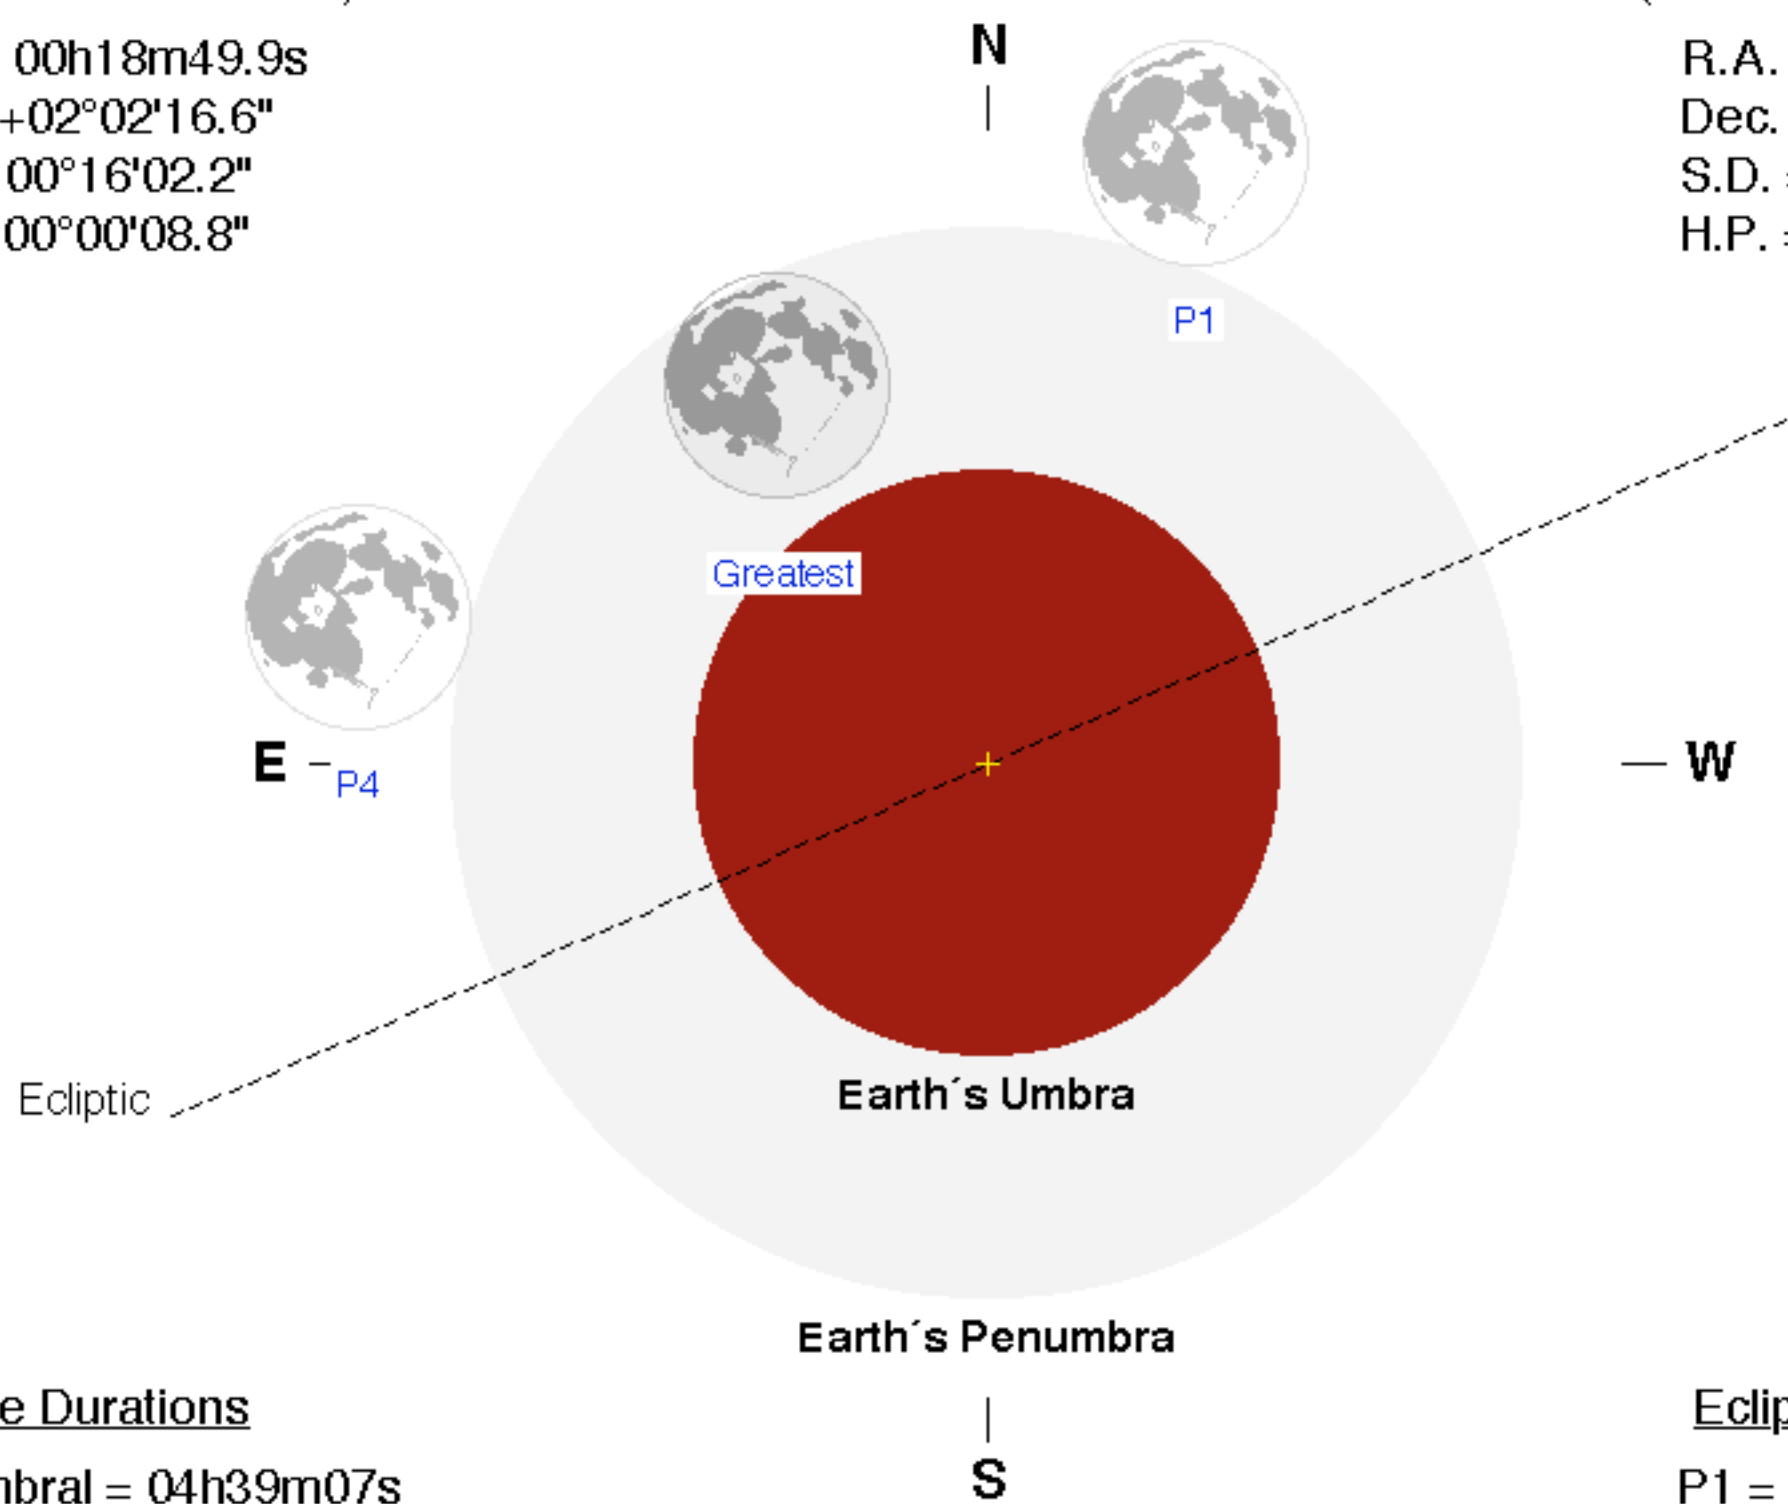 00h18m49.9s
+02°02'16.6"
00°16'02.2"
00°00'08.8"
N
R.A.
Dec.
S.D. =
H.P. =
P1
Greatest
E
P4
W
Ecliptic
Earth´s Umbra
Earth´s Penumbra
S
e Durations
mbral = 04h39m07s
Eclip
P1 =